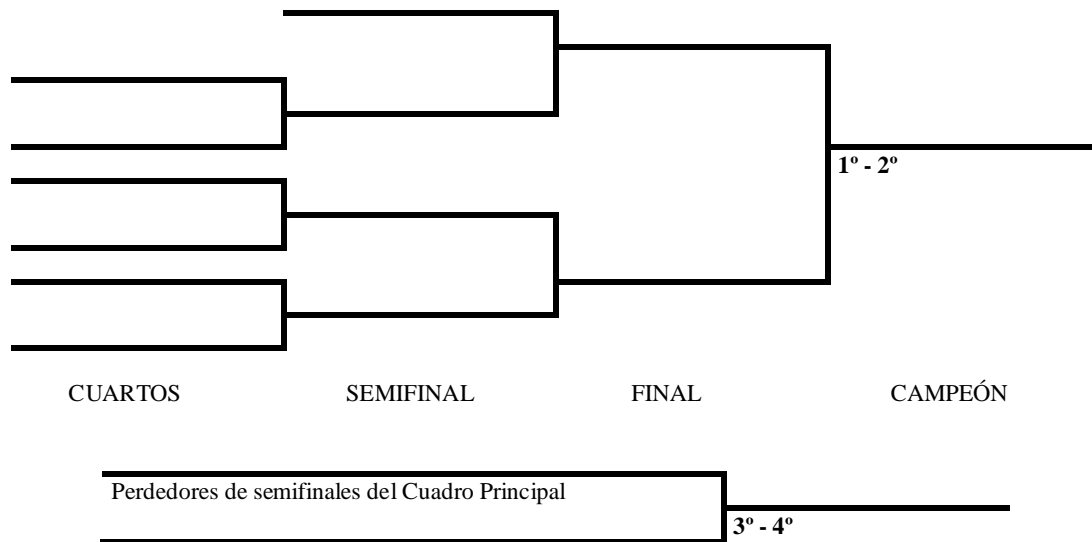 1º - 2º
CUARTOS SEMIFINAL FINAL CAMPEÓN
Perdedores de semifinales del Cuadro Principal
3º - 4º